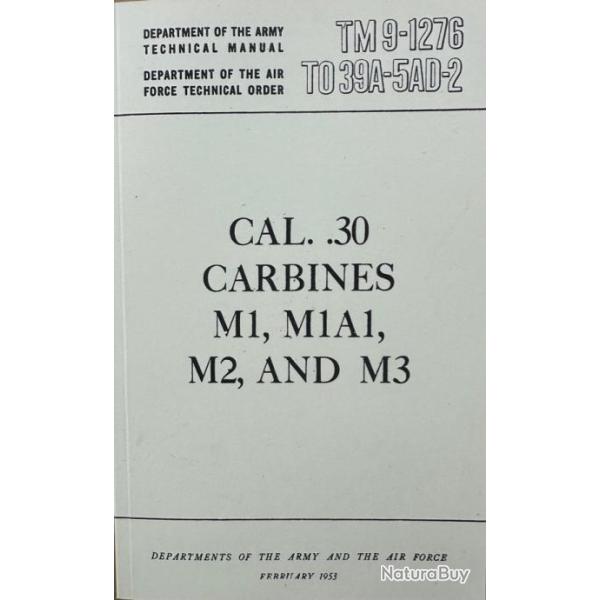 DEPARTMENT OF THE ARMY
TECHNICAL MANUAL
DEPARTMENT OF THE AIR
FORCE TECHNICAL ORDER
TM 9-1276
TO 39A-5AD-2
CAL. .30
CARBINES
M1, M1A1,
M2, AND M3
DEPARTMENTS OF THE ARMY AND THE AIR FORCE
FEBRUARY 1953
NaturaBuy